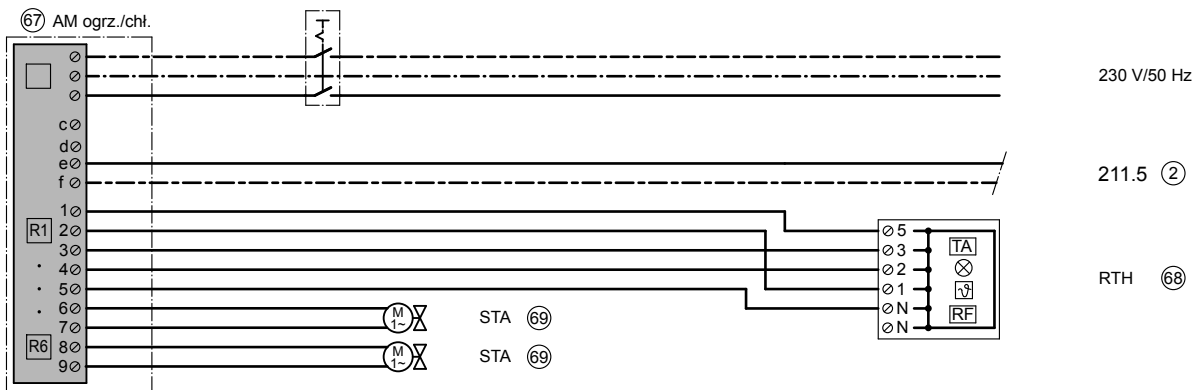 67 AM ogrz./chł.
230 V/50 Hz
c
d
e
f
211.5 2
1
R1 2
3
4
5
6
7
R6 8
9
5
3 TA
2
1 ϑ
N RF
N
RTH 68
M 1~ STA 69
M 1~ STA 69